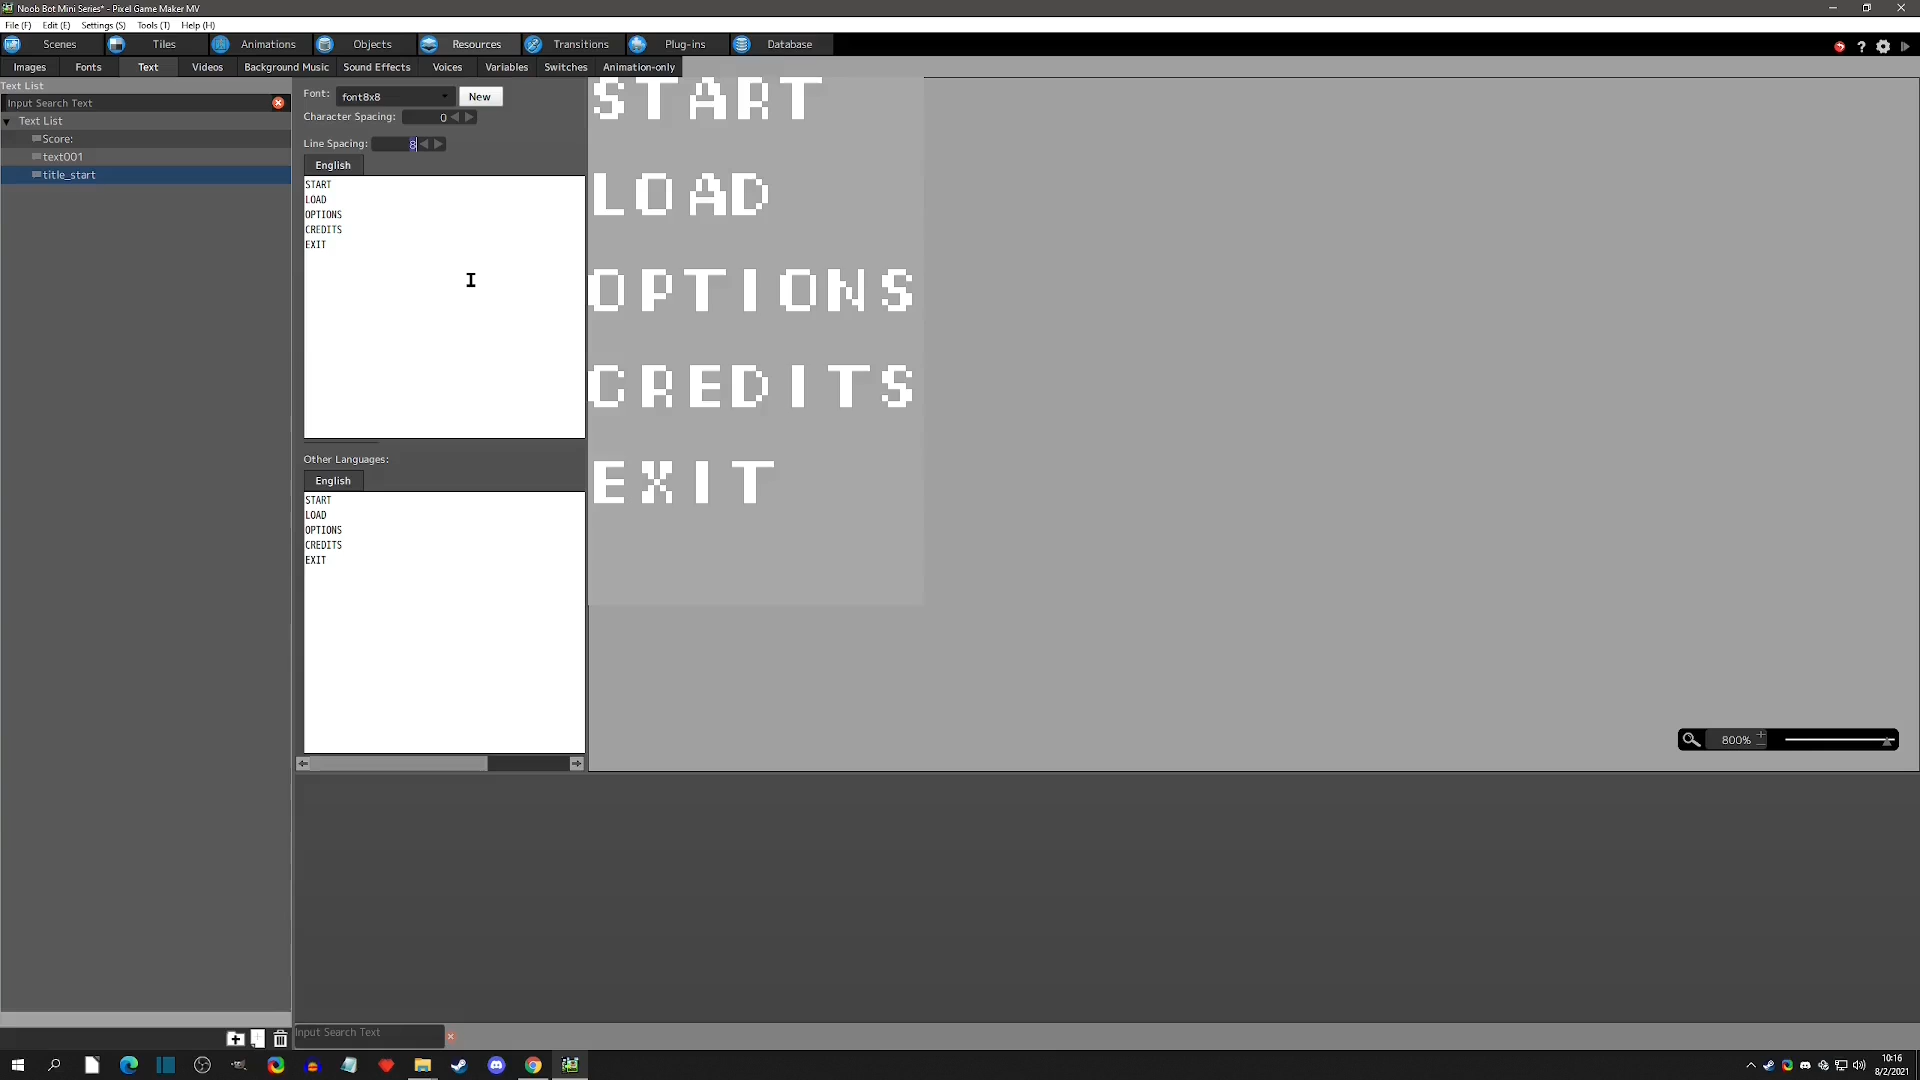 Noob Bot Mini Series* - Pixel Game Maker MV
File (F) Edit (E) Settings (S) Tools (T) Help (H)
Scenes Tiles Animations Objects Resources Transitions Plug-ins Database
Images Fonts Text Videos Background Music Sound Effects Voices Variables Switches Animation-only
Text List
Input Search Text
Text List
Score:
text001
title_start
Font: font8x8 New
Character Spacing: 0
Line Spacing: 8
English
START
LOAD
OPTIONS
CREDITS
EXIT
Other Languages:
English
START
LOAD
OPTIONS
CREDITS
EXIT
START
LOAD
OPTIONS
CREDITS
EXIT
800%
Input Search Text
10:16
8/2/2021